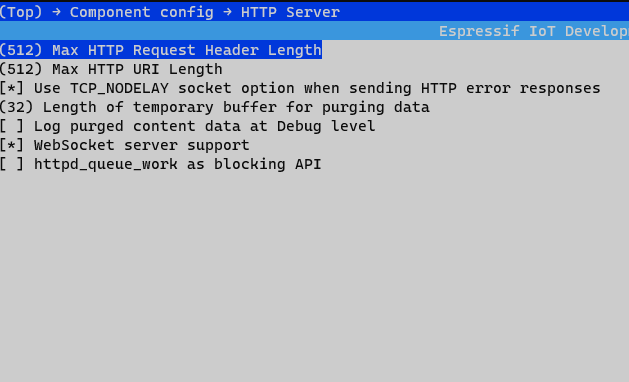 (Top) → Component config → HTTP Server
Espressif IoT Develop
(512) Max HTTP Request Header Length
(512) Max HTTP URI Length
[*] Use TCP_NODELAY socket option when sending HTTP error responses
(32) Length of temporary buffer for purging data
[ ] Log purged content data at Debug level
[*] WebSocket server support
[ ] httpd_queue_work as blocking API